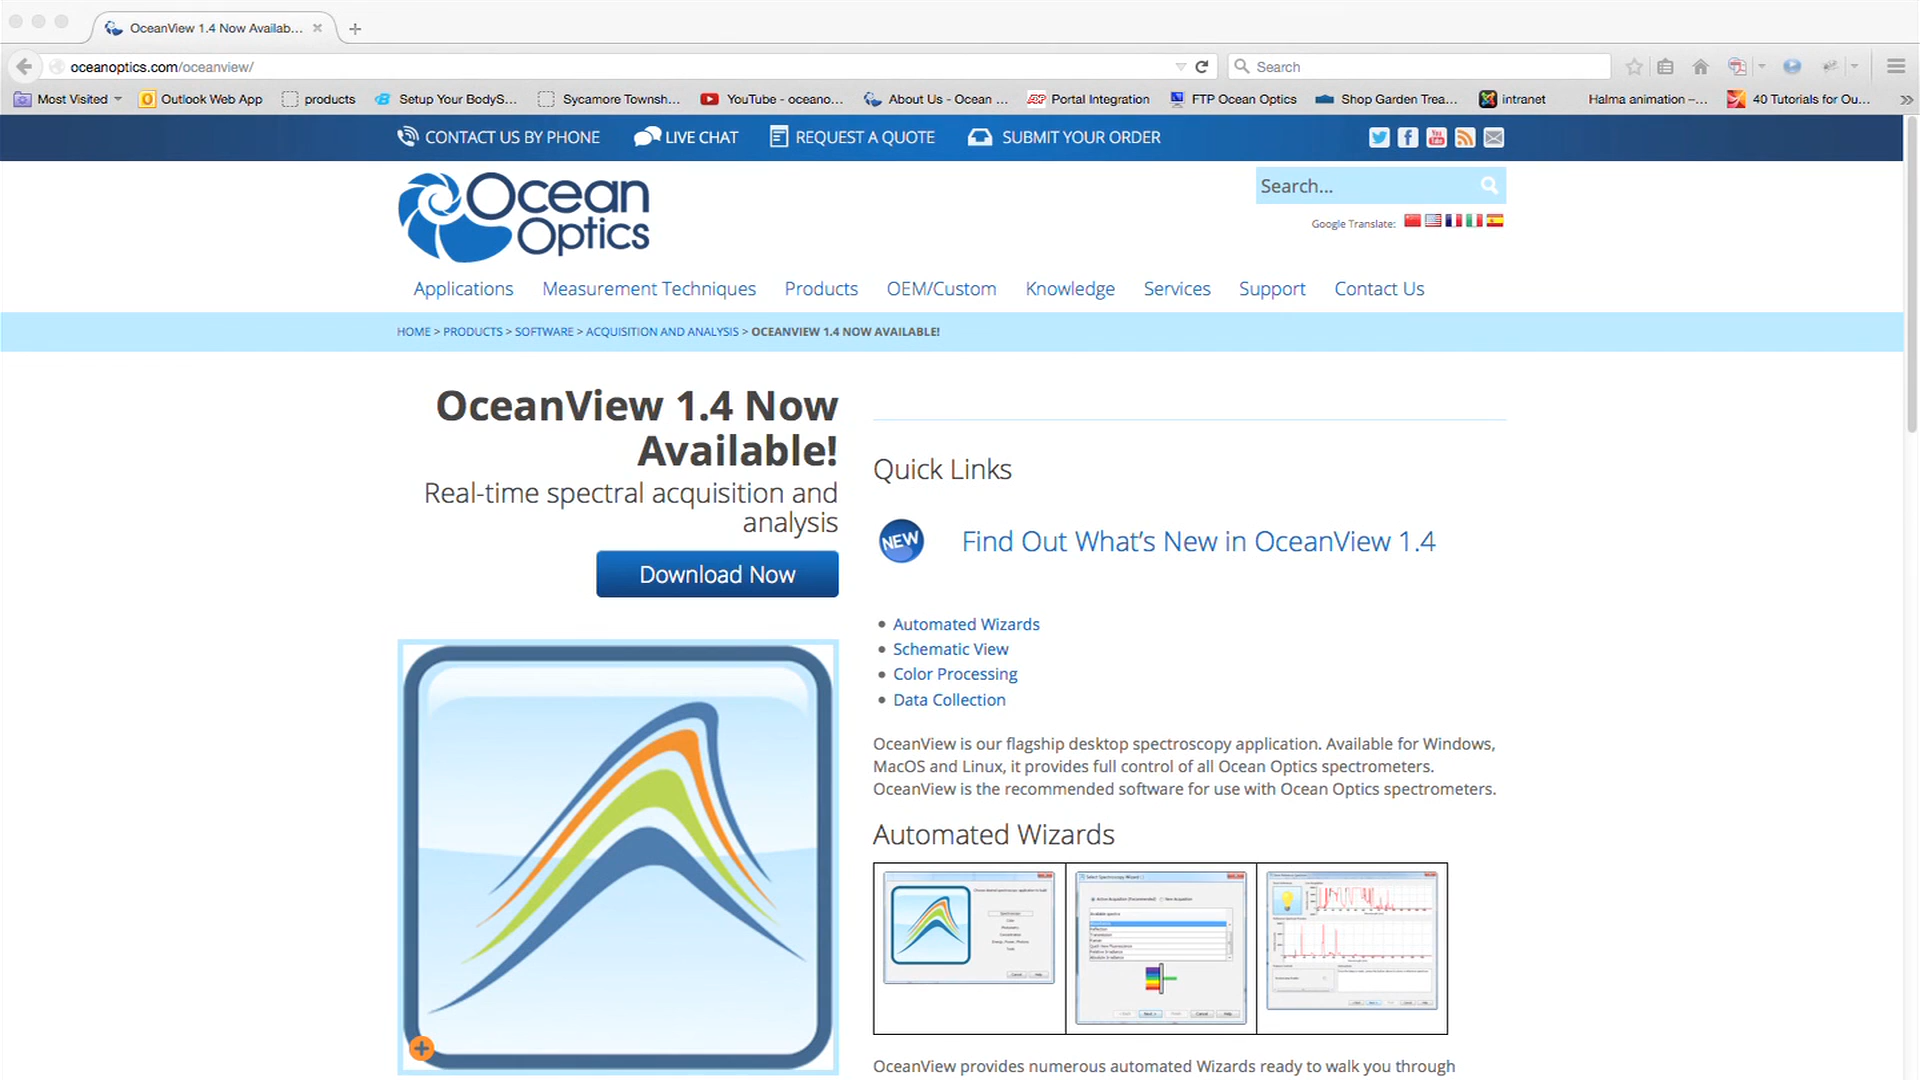 OceanView 1.4 Now Availab...
oceanoptics.com/oceanview/
Search
Most Visited
Outlook Web App
products
Setup Your BodyS...
Sycamore Townsh...
YouTube - oceano...
About Us - Ocean ...
Portal Integration
FTP Ocean Optics
Shop Garden Trea...
intranet
Halma animation –...
40 Tutorials for Ou...
CONTACT US BY PHONE
LIVE CHAT
REQUEST A QUOTE
SUBMIT YOUR ORDER
Ocean
Optics
Search...
Google Translate:
Applications
Measurement Techniques
Products
OEM/Custom
Knowledge
Services
Support
Contact Us
HOME > PRODUCTS > SOFTWARE > ACQUISITION AND ANALYSIS > OCEANVIEW 1.4 NOW AVAILABLE!
OceanView 1.4 Now
Available!
Real-time spectral acquisition and
analysis
Download Now
Quick Links
NEW
Find Out What's New in OceanView 1.4
• Automated Wizards
• Schematic View
• Color Processing
• Data Collection
OceanView is our flagship desktop spectroscopy application. Available for Windows,
MacOS and Linux, it provides full control of all Ocean Optics spectrometers.
OceanView is the recommended software for use with Ocean Optics spectrometers.
Automated Wizards
OceanView provides numerous automated Wizards ready to walk you through